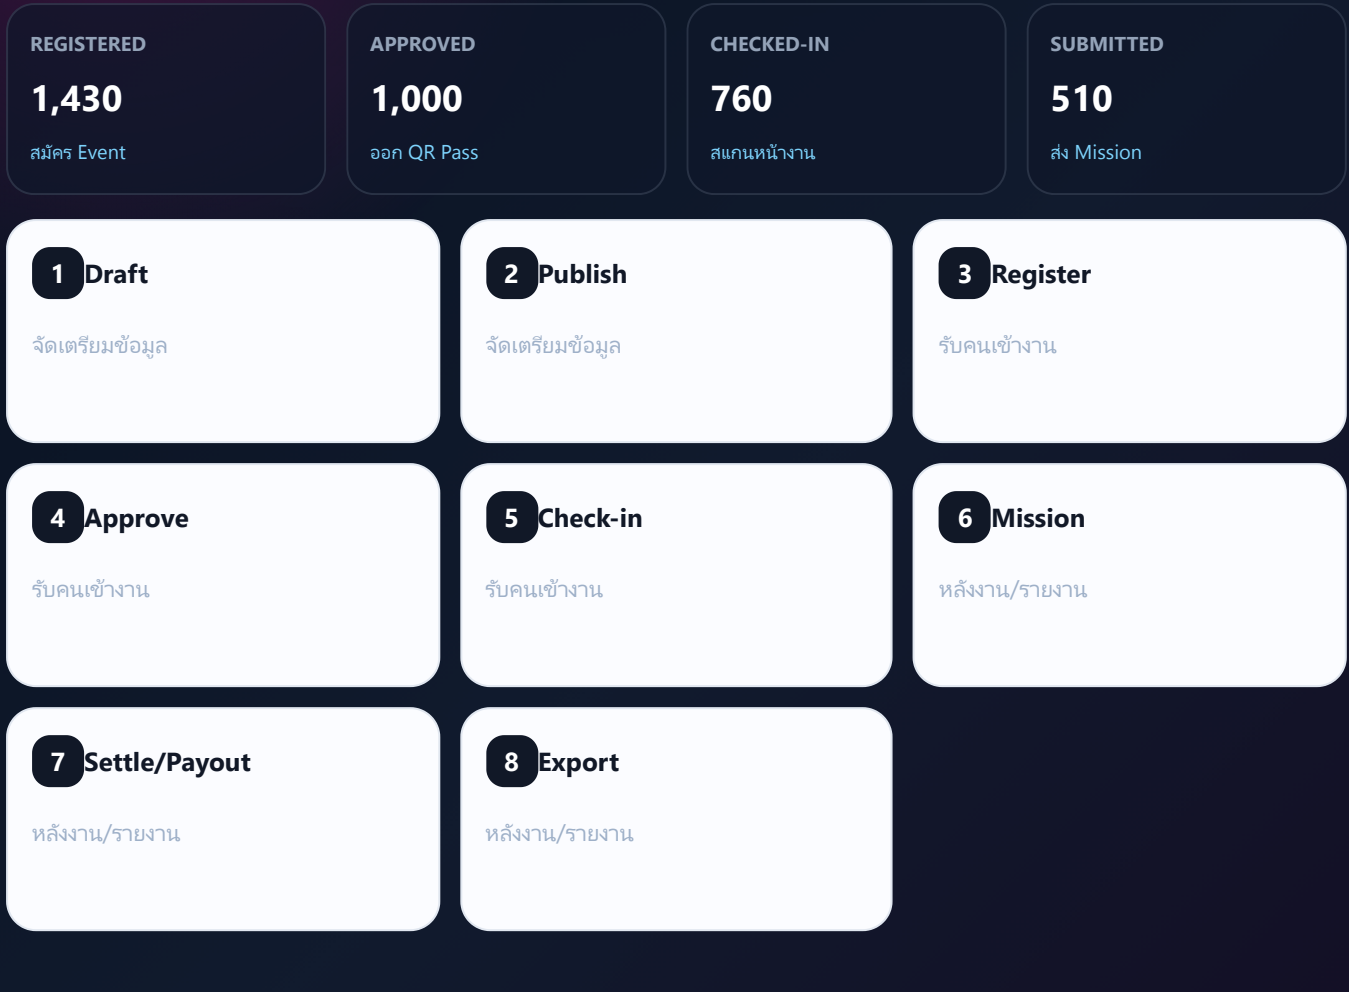 REGISTERED
1,430
สมัคร Event
APPROVED
1,000
ออก QR Pass
CHECKED-IN
760
สแกนหน้างาน
SUBMITTED
510
ส่ง Mission
1 Draft
จัดเตรียมข้อมูล
2 Publish
จัดเตรียมข้อมูล
3 Register
รับคนเข้างาน
4 Approve
รับคนเข้างาน
5 Check-in
รับคนเข้างาน
6 Mission
หลังงาน/รายงาน
7 Settle/Payout
หลังงาน/รายงาน
8 Export
หลังงาน/รายงาน